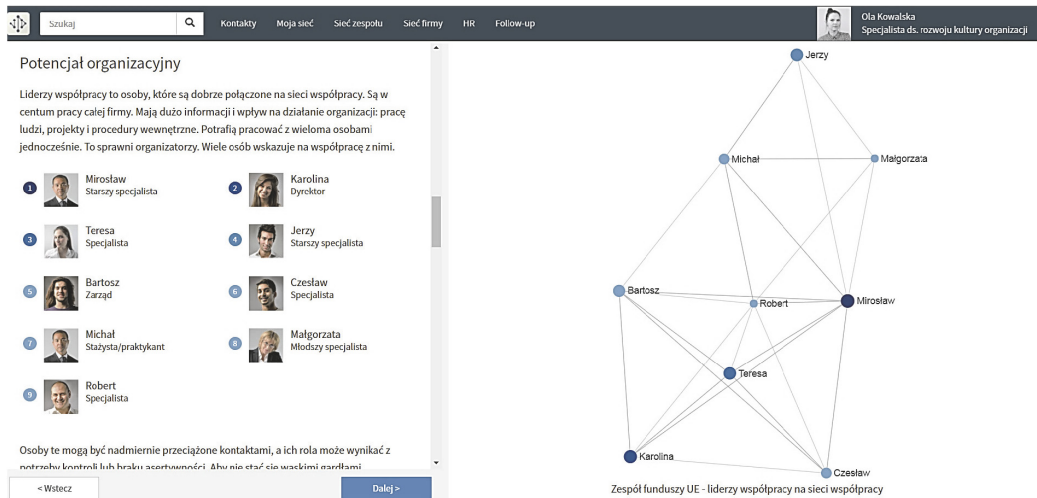 Szukaj
Kontakty
Moja sieć
Sieć zespołu
Sieć firmy
HR
Follow-up
Ola Kowalska
Specjalista ds. rozwoju kultury organizacji
Potencjał organizacyjny
Liderzy współpracy to osoby, które są dobrze połączone na sieci współpracy. Są w
centum pracy całej firmy. Mają dużo informacji i wpływ na działanie organizacji: pracę
ludzi, projekty i procedury wewnętrzne. Potrafią pracować z wieloma osobami
jednocześnie. To sprawni organizatorzy. Wiele osób wskazuje na współpracę z nimi.
1
Mirosław
Starszy specjalista
2
Karolina
Dyrektor
3
Teresa
Specjalista
4
Jerzy
Starszy specjalista
5
Bartosz
Zarząd
6
Czesław
Specjalista
7
Michał
Stażysta/praktykant
8
Małgorzata
Młodszy specjalista
9
Robert
Specjalista
Osoby te mogą być nadmiernie przeciążone kontaktami, a ich rola może wynikać z
potrzeby kontroli lub braku asertywności. Aby nie stać się wąskimi gardłami
< Wstecz
Dalej >
Jerzy
Michał
Małgorzata
Bartosz
Robert
Mirosław
Teresa
Karolina
Czesław
Zespół funduszy UE - liderzy współpracy na sieci współpracy